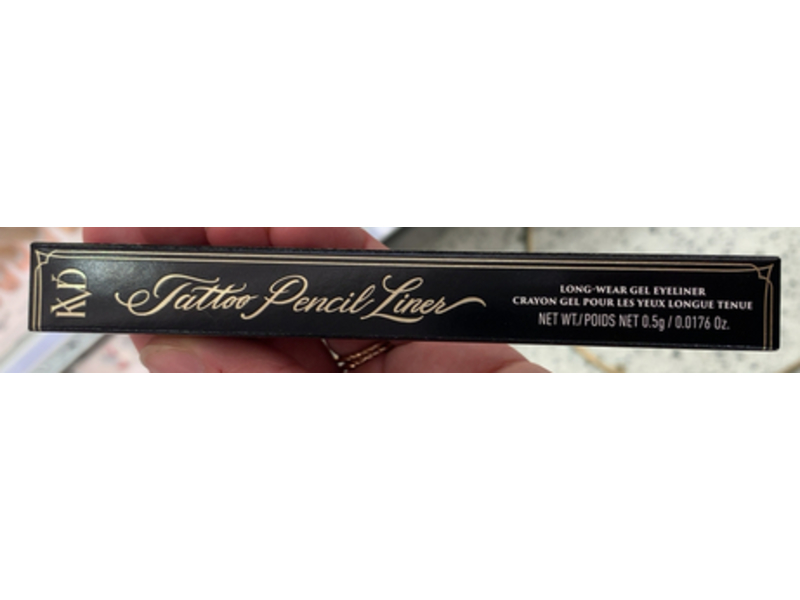 KVD
Tattoo Pencil Liner
LONG-WEAR GEL EYELINER
CRAYON GEL POUR LES YEUX LONGUE TENUE
NET WT./POIDS NET 0.5g / 0.0176 Oz.